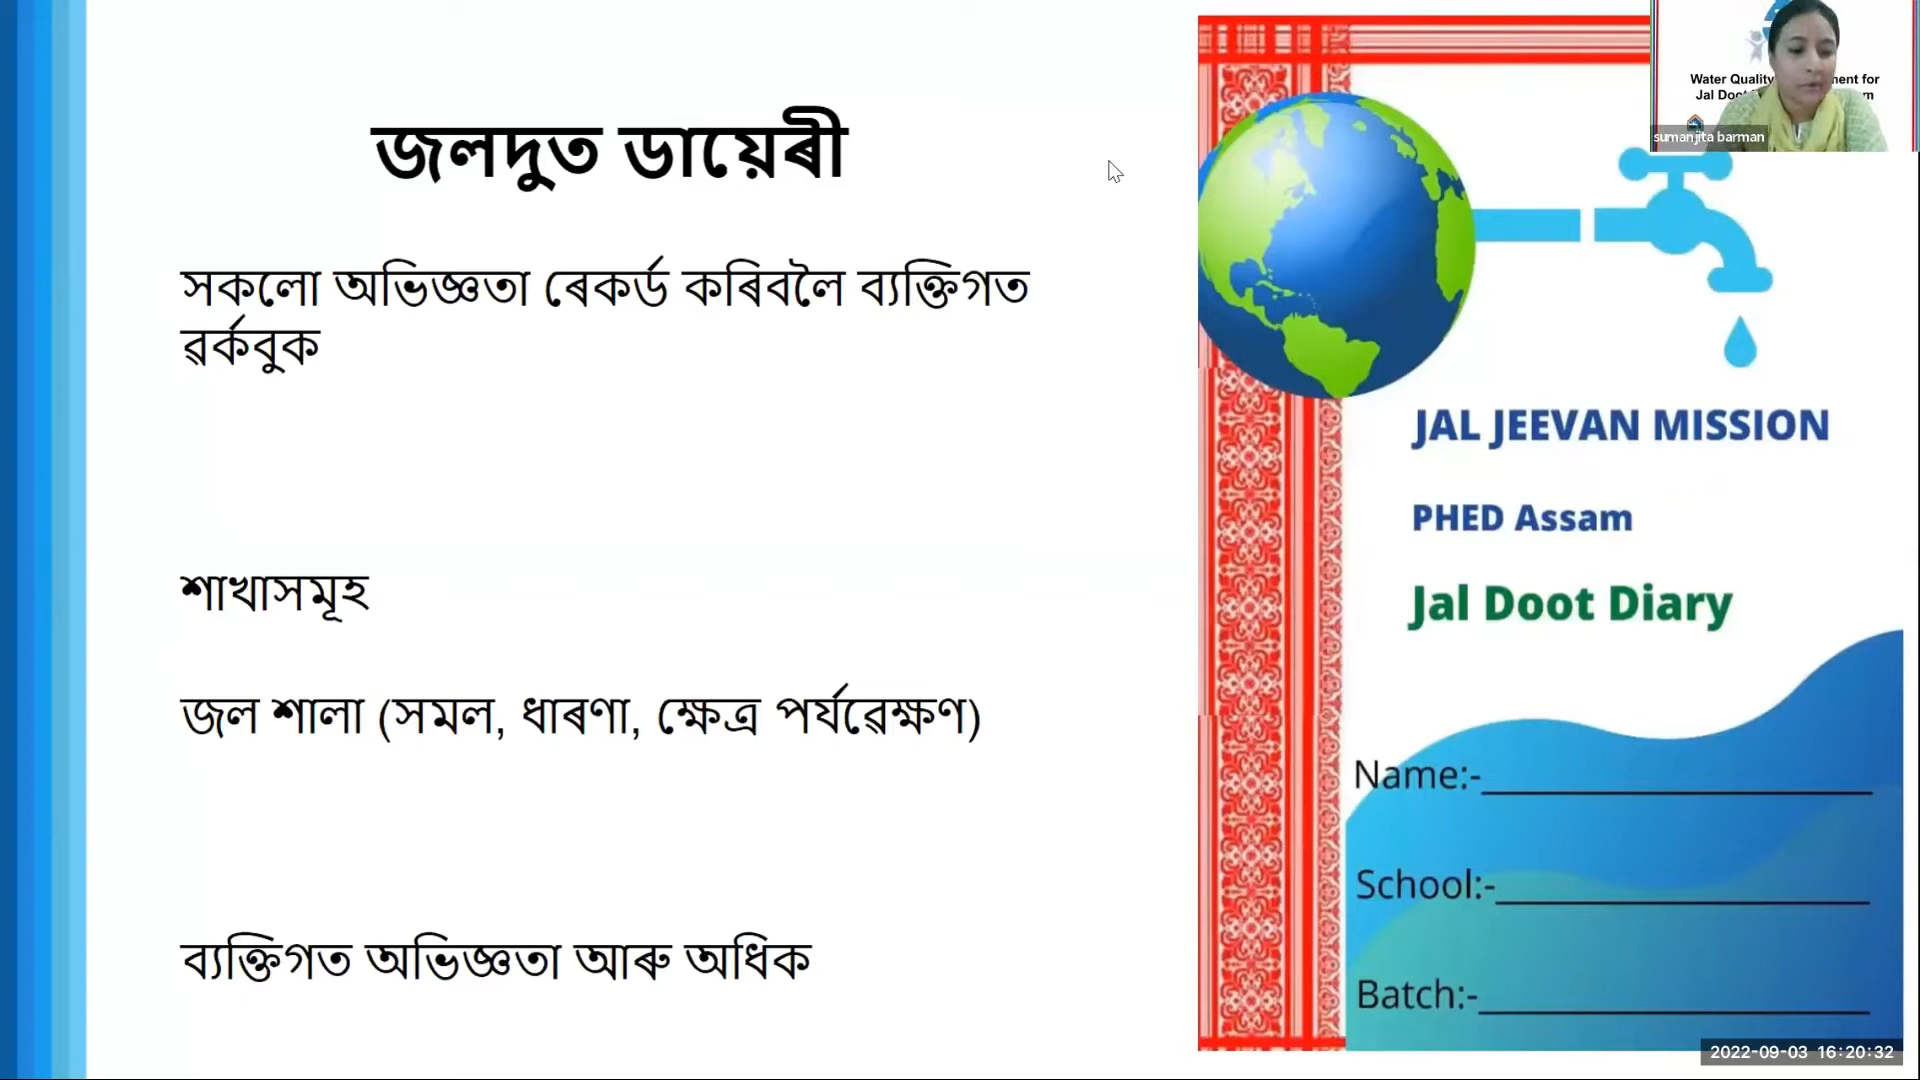 জলদুত ডায়েৰী
সকলো অভিজ্ঞতা ৰেকৰ্ড কৰিবলৈ ব্যক্তিগত
ৱৰ্কবুক
শাখাসমূহ
জল শালা (সমল, ধাৰণা, ক্ষেত্ৰ পৰ্যৱেক্ষণ)
ব্যক্তিগত অভিজ্ঞতা আৰু অধিক
JAL JEEVAN MISSION
PHED Assam
Jal Doot Diary
Name:-
School:-
Batch:-
Water Quality for
Jal
sumanjita barman
2022-09-03 16:20:32